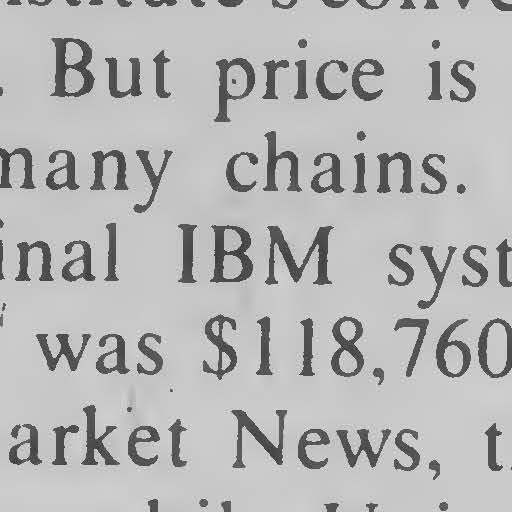 . But price is
many chains.
inal IBM syst
was $118,760
arket News, t